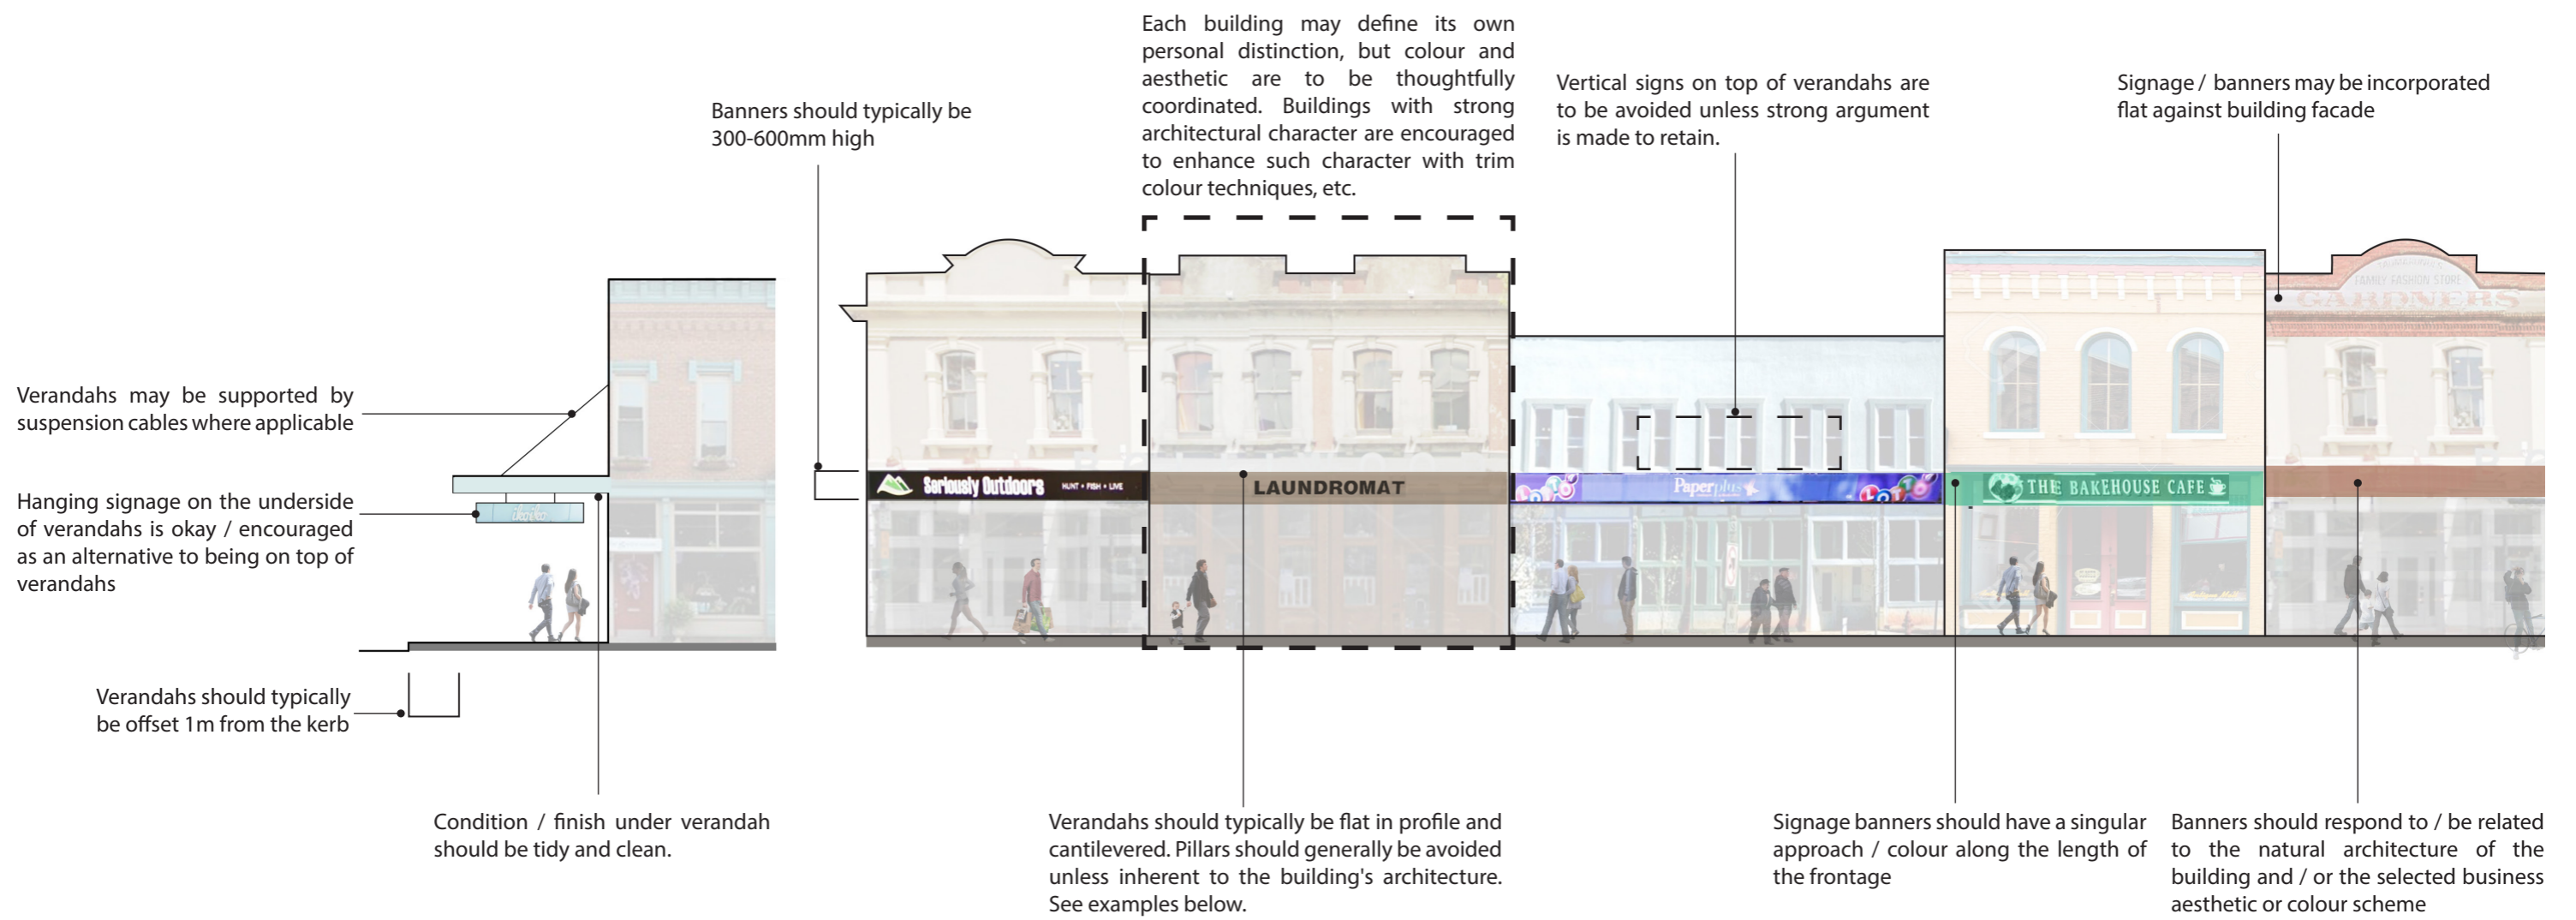 Each building may define its own
personal distinction, but colour and
aesthetic are to be thoughtfully
coordinated. Buildings with strong
architectural character are encouraged
to enhance such character with trim
colour techniques, etc.
Banners should typically be
300-600mm high
Vertical signs on top of verandahs are
to be avoided unless strong argument
is made to retain.
Signage / banners may be incorporated
flat against building facade
FAMILY FASHION STORE
GARDNERS
Verandahs may be supported by
suspension cables where applicable
Hanging signage on the underside
of verandahs is okay / encouraged
as an alternative to being on top of
verandahs
ikoiko
Seriously Outdoors
HUNT • FISH • LIVE
LAUNDROMAT
LOTTO
Paperplus
LOTTO
THE BAKEHOUSE CAFE
Verandahs should typically
be offset 1m from the kerb
Condition / finish under verandah
should be tidy and clean.
Verandahs should typically be flat in profile and
cantilevered. Pillars should generally be avoided
unless inherent to the building's architecture.
See examples below.
Signage banners should have a singular
approach / colour along the length of
the frontage
Banners should respond to / be related
to the natural architecture of the
building and / or the selected business
aesthetic or colour scheme